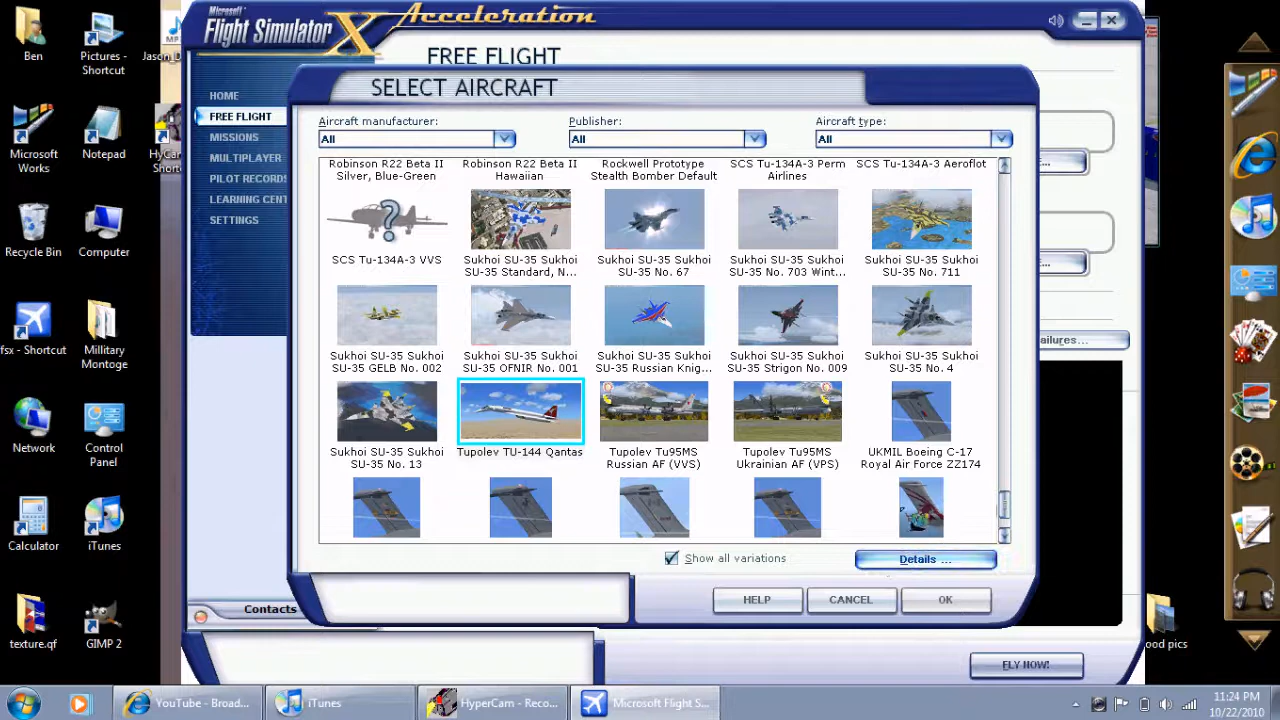 Microsoft
Flight Simulator X
Acceleration
FREE FLIGHT
SELECT AIRCRAFT
HOME
FREE FLIGHT
MISSIONS
MULTIPLAYER
PILOT RECORDS
LEARNING CENT
SETTINGS
Aircraft manufacturer:
Publisher:
Aircraft type:
All
All
All
Robinson R22 Beta II
ilver, Blue-Green
Robinson R22 Beta II
Hawaiian
Rockwell Prototype
Stealth Bomber Default
SCS Tu-134A-3 Perm
Airlines
SCS Tu-134A-3 Aeroflot
SCS Tu-134A-3 VVS
Sukhoi SU-35 Sukhoi
SU-35 Standard, N...
Sukhoi SU-35 Sukhoi
SU-35 No. 67
Sukhoi SU-35 Sukhoi
SU-35 No. 703 Wint...
Sukhoi SU-35 Sukhoi
SU-35 No. 711
Sukhoi SU-35 Sukhoi
SU-35 GELB No. 002
Sukhoi SU-35 Sukhoi
SU-35 OFNIR No. 001
Sukhoi SU-35 Sukhoi
SU-35 Russian Knig...
Sukhoi SU-35 Sukhoi
SU-35 Strigon No. 009
Sukhoi SU-35 Sukhoi
SU-35 No. 4
Sukhoi SU-35 Sukhoi
SU-35 No. 13
Tupolev TU-144 Qantas
Tupolev Tu95MS
Russian AF (VVS)
Tupolev Tu95MS
Ukrainian AF (VPS)
UKMIL Boeing C-17
Royal Air Force ZZ174
Show all variations
Details ...
HELP
CANCEL
OK
ailures...
Contacts
FLY NOW!
Ben
Pictures -
Shortcut
Jason_D
Microsoft
Works
Notepad
HyCam
Shortc
Recycle Bin
Computer
fsx - Shortcut
Millitary
Montoge
Network
Control
Panel
Calculator
iTunes
texture.qf
GIMP 2
ood pics
YouTube - Broad...
iTunes
HyperCam - Reco...
Microsoft Flight S...
11:24 PM
10/22/2010